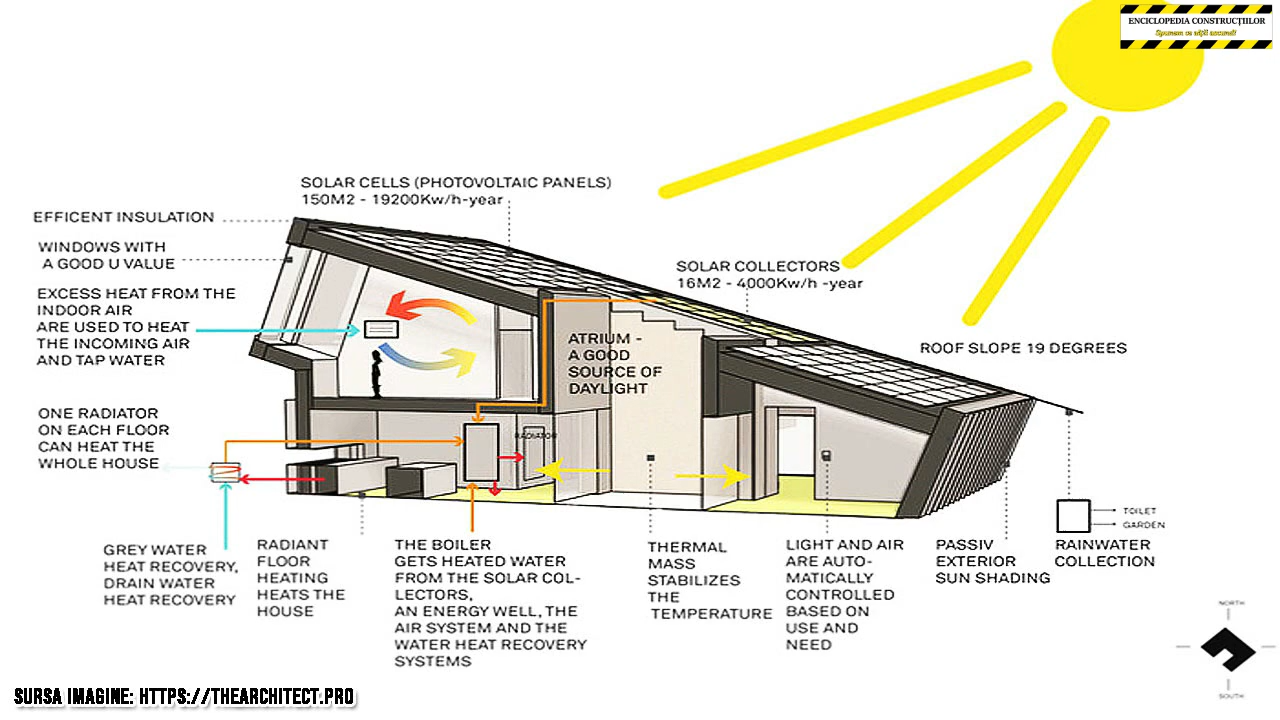 ENCICLOPEDIA CONSTRUCȚIILOR
Spunem ce alții ascund!
SOLAR CELLS (PHOTOVOLTAIC PANELS)
150M2 - 19200Kw/h-year
EFFICENT INSULATION
WINDOWS WITH
A GOOD U VALUE
EXCESS HEAT FROM THE
INDOOR AIR
ARE USED TO HEAT
THE INCOMING AIR
AND TAP WATER
SOLAR COLLECTORS
16M2 - 4000Kw/h -year
ATRIUM -
A GOOD
SOURCE OF
DAYLIGHT
ROOF SLOPE 19 DEGREES
ONE RADIATOR
ON EACH FLOOR
CAN HEAT THE
WHOLE HOUSE
RADIATOR
TOILET
GARDEN
GREY WATER
HEAT RECOVERY,
DRAIN WATER
HEAT RECOVERY
RADIANT
FLOOR
HEATING
HEATS THE
HOUSE
THE BOILER
GETS HEATED WATER
FROM THE SOLAR COL-
LECTORS,
AN ENERGY WELL, THE
AIR SYSTEM AND THE
WATER HEAT RECOVERY
SYSTEMS
THERMAL
MASS
STABILIZES
THE
TEMPERATURE
LIGHT AND AIR
ARE AUTO-
MATICALLY
CONTROLLED
BASED ON
USE AND
NEED
PASSIV
EXTERIOR
SUN SHADING
RAINWATER
COLLECTION
NORTH
SOUTH
SURSA IMAGINE: HTTPS://THEARCHITECT.PRO